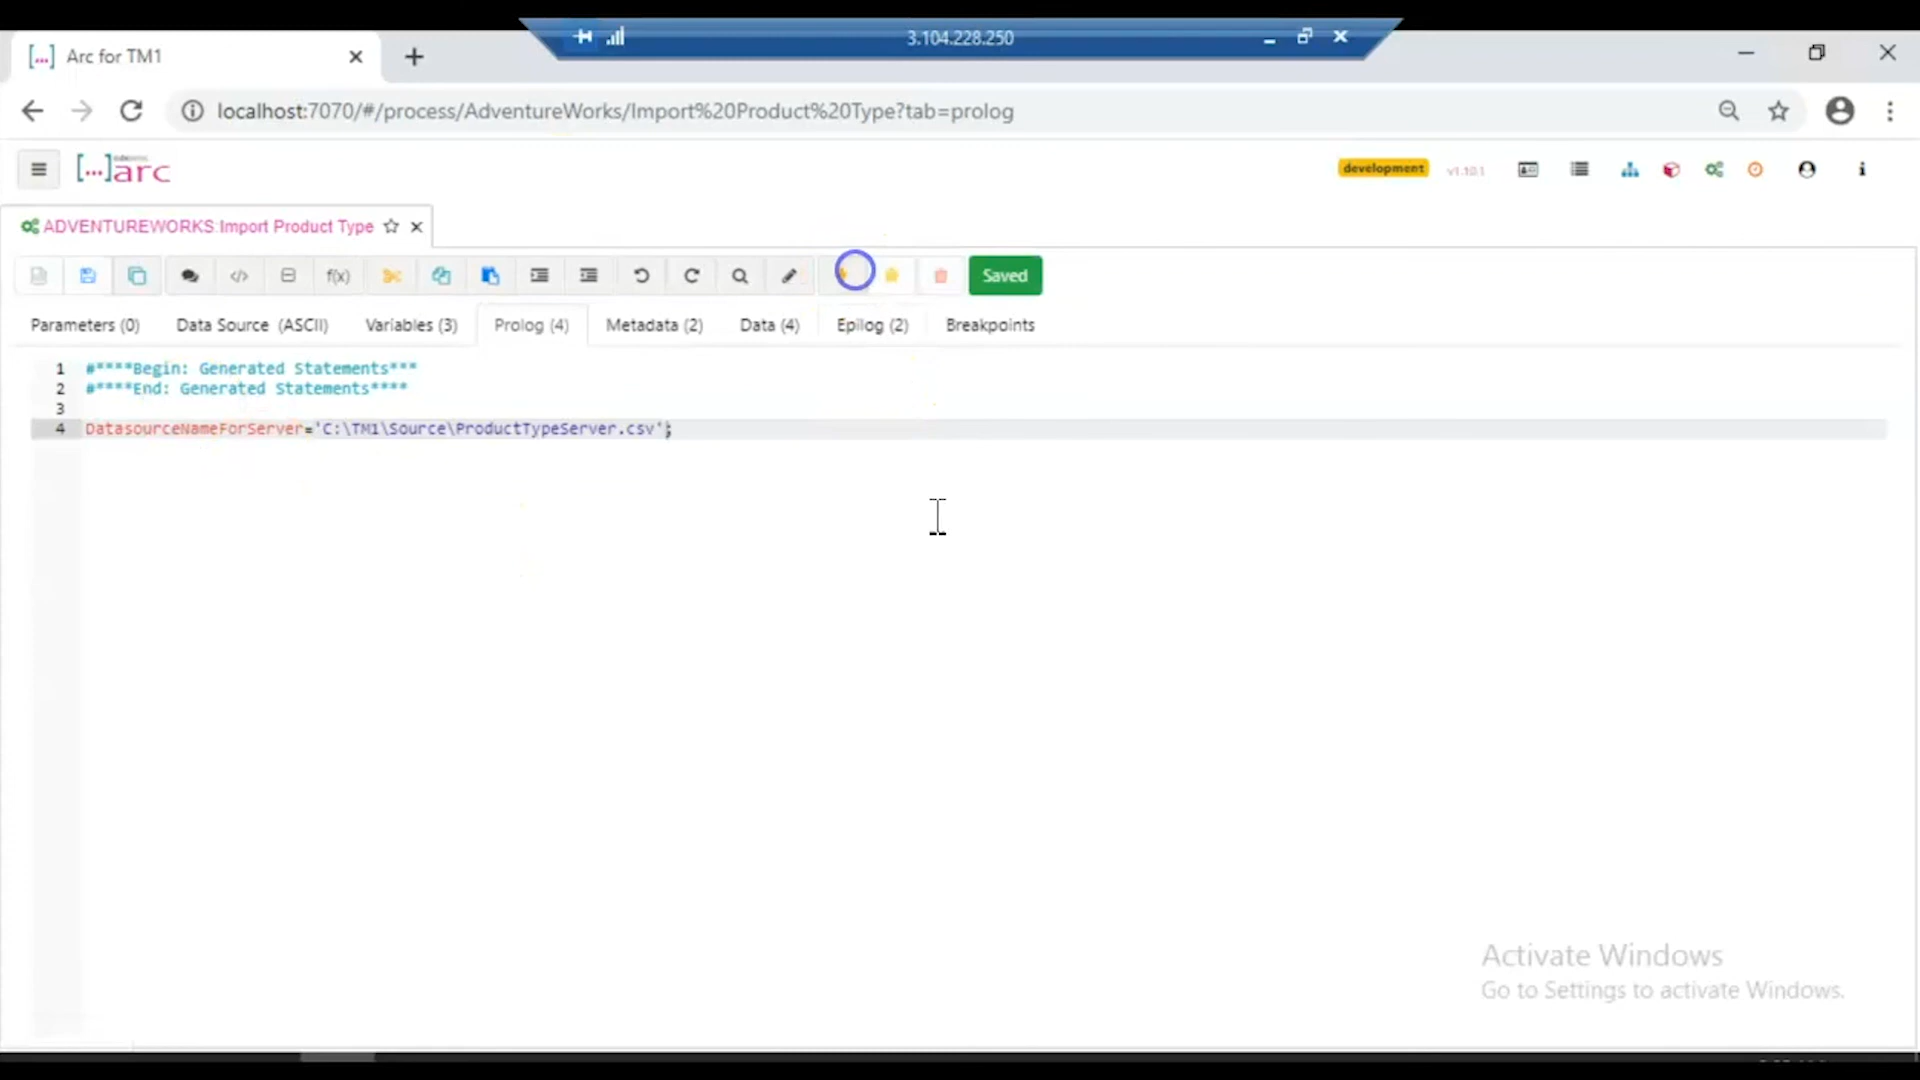 3.104.228.250
[...] Arc for TM1
localhost:7070/#/process/AdventureWorks/Import%20Product%20Type?tab=prolog
[...]arc
development
v1.10.1
ADVENTUREWORKS:Import Product Type
</> f(x) Saved
Parameters (0) Data Source (ASCII) Variables (3) Prolog (4) Metadata (2) Data (4) Epilog (2) Breakpoints
1 #****Begin: Generated Statements***
2 #****End: Generated Statements****
3
4 DatasourceNameForServer='C:\TM1\Source\ProductTypeServer.csv';
Activate Windows
Go to Settings to activate Windows.